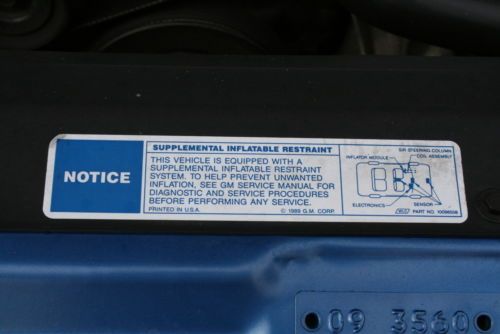 NOTICE
SUPPLEMENTAL INFLATABLE RESTRAINT
THIS VEHICLE IS EQUIPPED WITH A
SUPPLEMENTAL INFLATABLE RESTRAINT
SYSTEM. TO HELP PREVENT UNWANTED
INFLATION, SEE GM SERVICE MANUAL FOR
DIAGNOSTIC AND SERVICE PROCEDURES
BEFORE PERFORMING ANY SERVICE.
PRINTED IN U.S.A. © 1989 G.M. CORP.
SIR STEERING COLUMN
INFLATOR MODULE COIL ASSEMBLY
ELECTRONICS SENSOR
PART NO.
09 3560